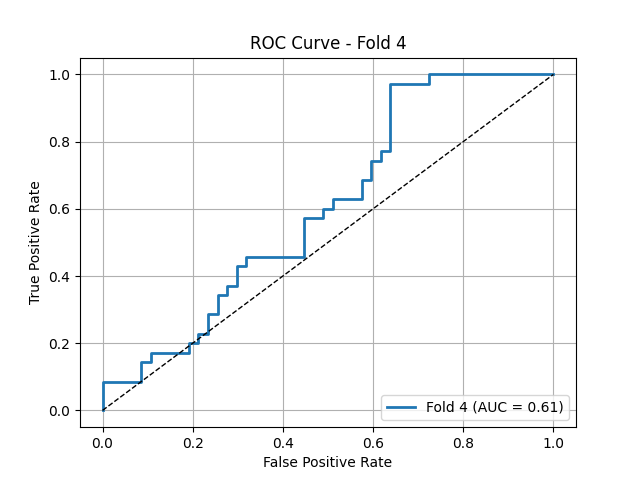 ROC Curve - Fold 4
True Positive Rate
1.0
0.8
0.6
0.4
0.2
0.0
Fold 4 (AUC = 0.61)
0.0 0.2 0.4 0.6 0.8 1.0
False Positive Rate